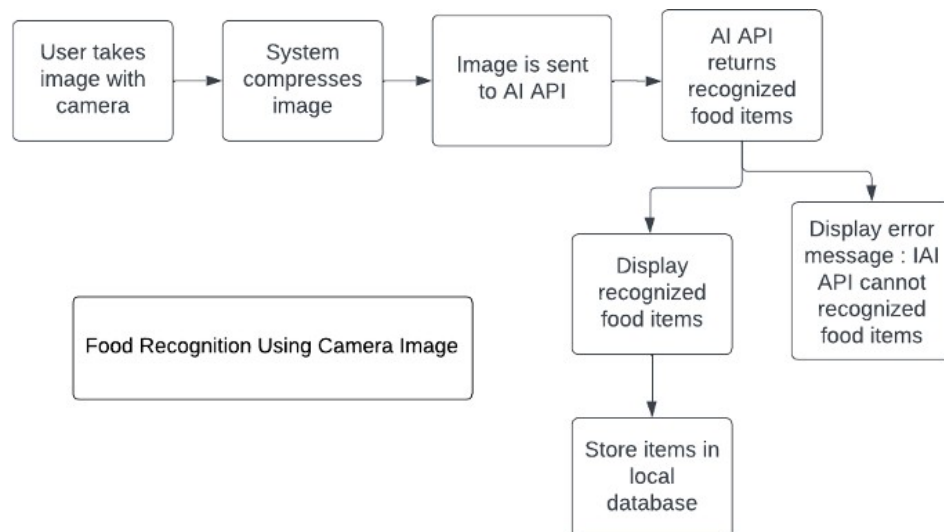 User takes
image with
camera
System
compresses
image
Image is sent
to AI API
AI API
returns
recognized
food items
Display
recognized
food items
Display error
message : IAI
API cannot
recognized
food items
Food Recognition Using Camera Image
Store items in
local
database